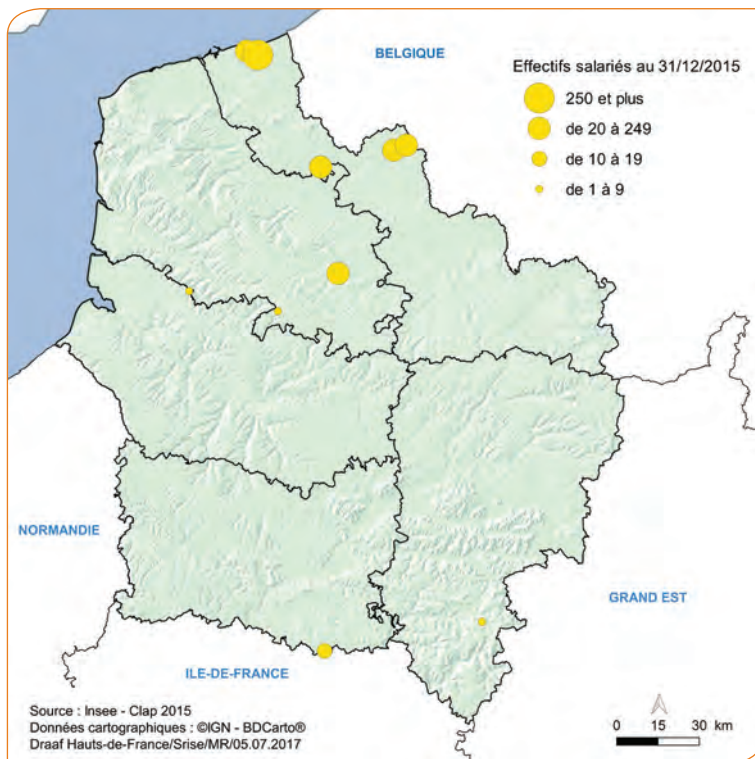 BELGIQUE
Effectifs salariés au 31/12/2015
250 et plus
de 20 à 249
de 10 à 19
de 1 à 9
NORMANDIE
GRAND EST
ILE-DE-FRANCE
Source : Insee - Clap 2015
Données cartographiques : ©IGN - BDCarto®
Draaf Hauts-de-France/Srise/MR/05.07.2017
0 15 30 km